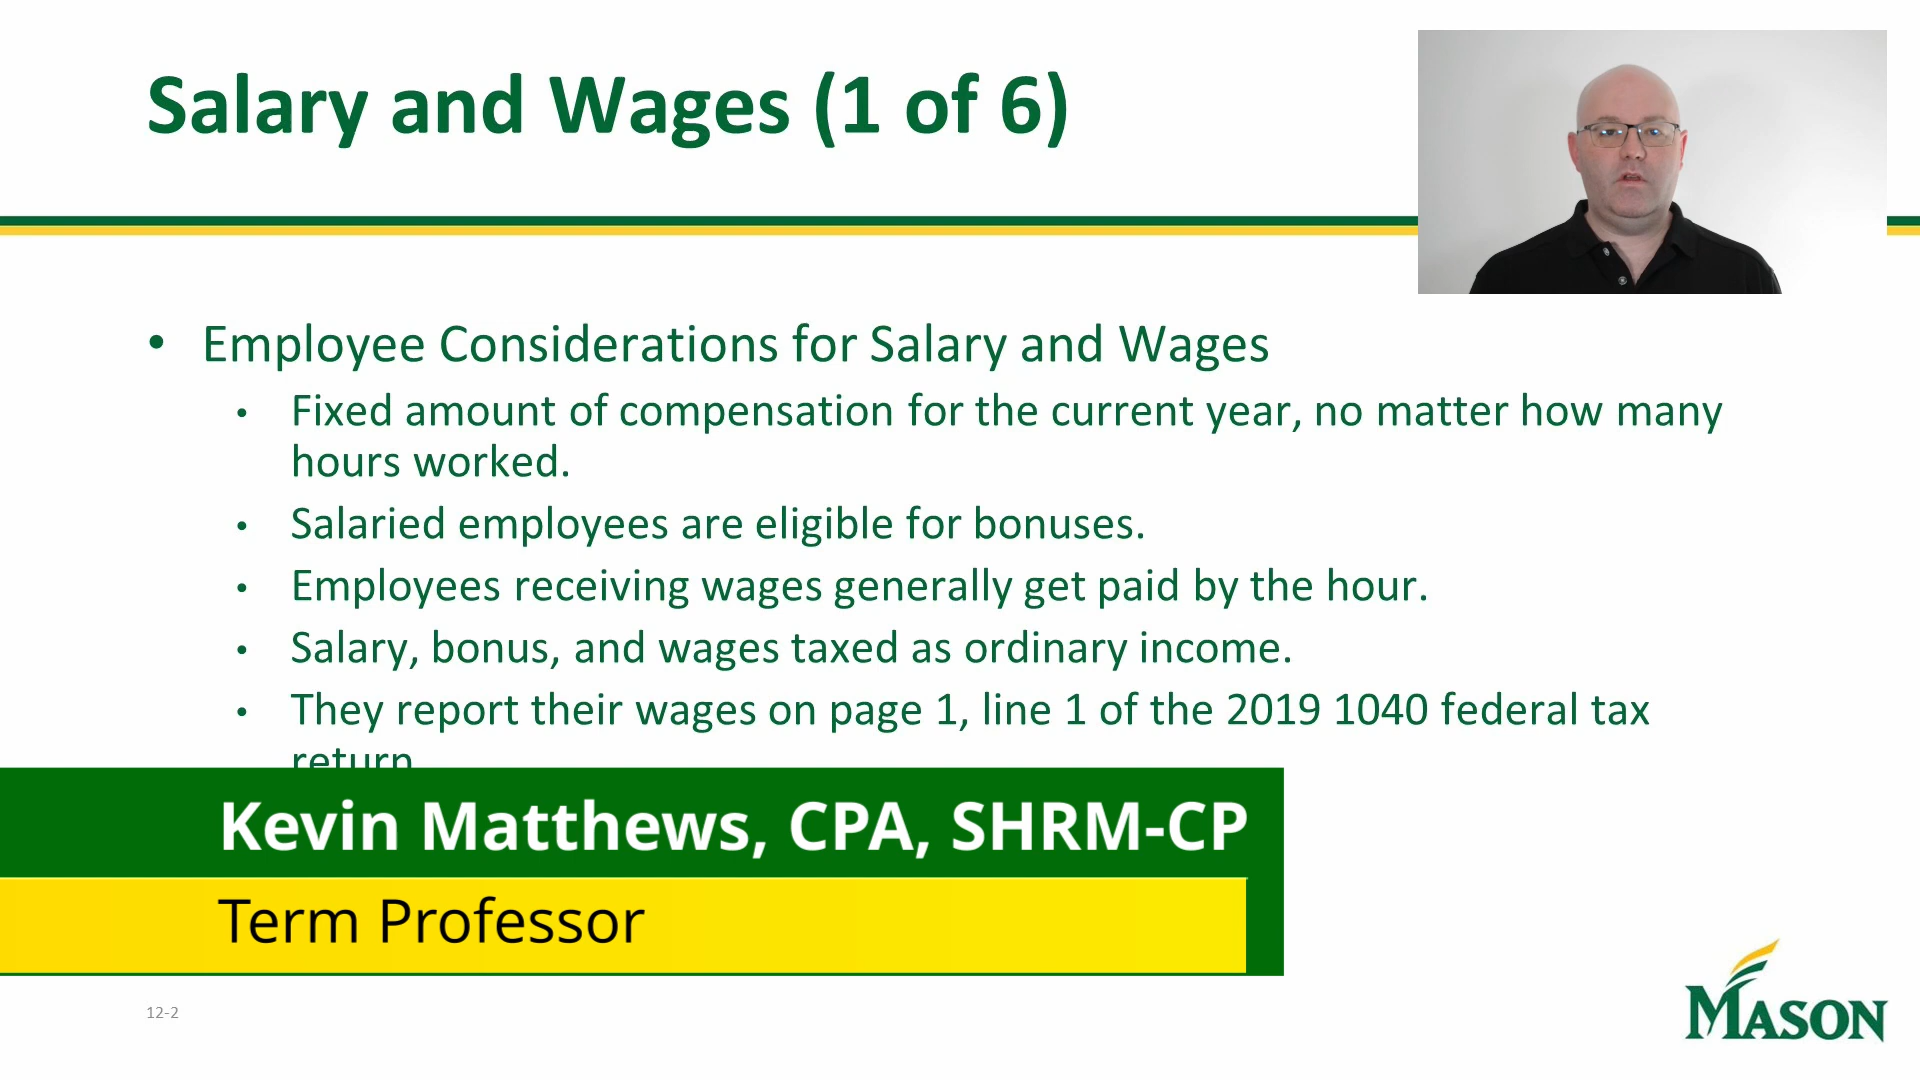 Salary and Wages (1 of 6)
• Employee Considerations for Salary and Wages
• Fixed amount of compensation for the current year, no matter how many
hours worked.
• Salaried employees are eligible for bonuses.
• Employees receiving wages generally get paid by the hour.
• Salary, bonus, and wages taxed as ordinary income.
• They report their wages on page 1, line 1 of the 2019 1040 federal tax
return
Kevin Matthews, CPA, SHRM-CP
Term Professor
12-2
MASON